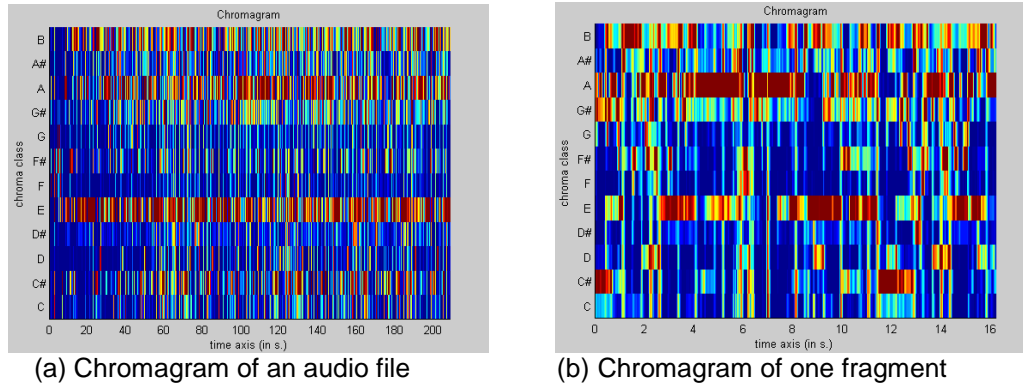 Chromagram
chroma class
B
A#
A
G#
G
F#
F
E
D#
D
C#
C
0 20 40 60 80 100 120 140 160 180 200
time axis (in s.)
(a) Chromagram of an audio file
Chromagram
chroma class
B
A#
A
G#
G
F#
F
E
D#
D
C#
C
0 2 4 6 8 10 12 14 16
time axis (in s.)
(b) Chromagram of one fragment